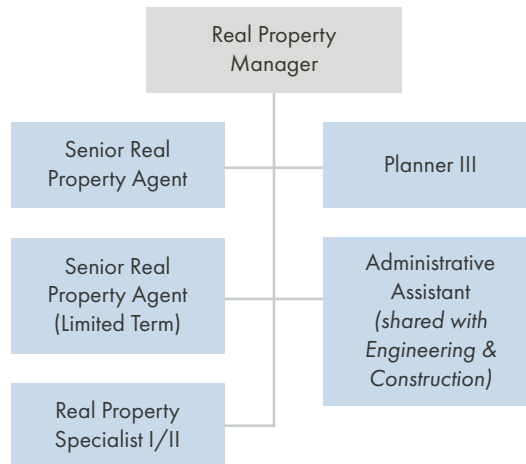 Real Property
Manager
Senior Real
Property Agent
Planner III
Senior Real
Property Agent
(Limited Term)
Administrative
Assistant
(shared with
Engineering &
Construction)
Real Property
Specialist I/II